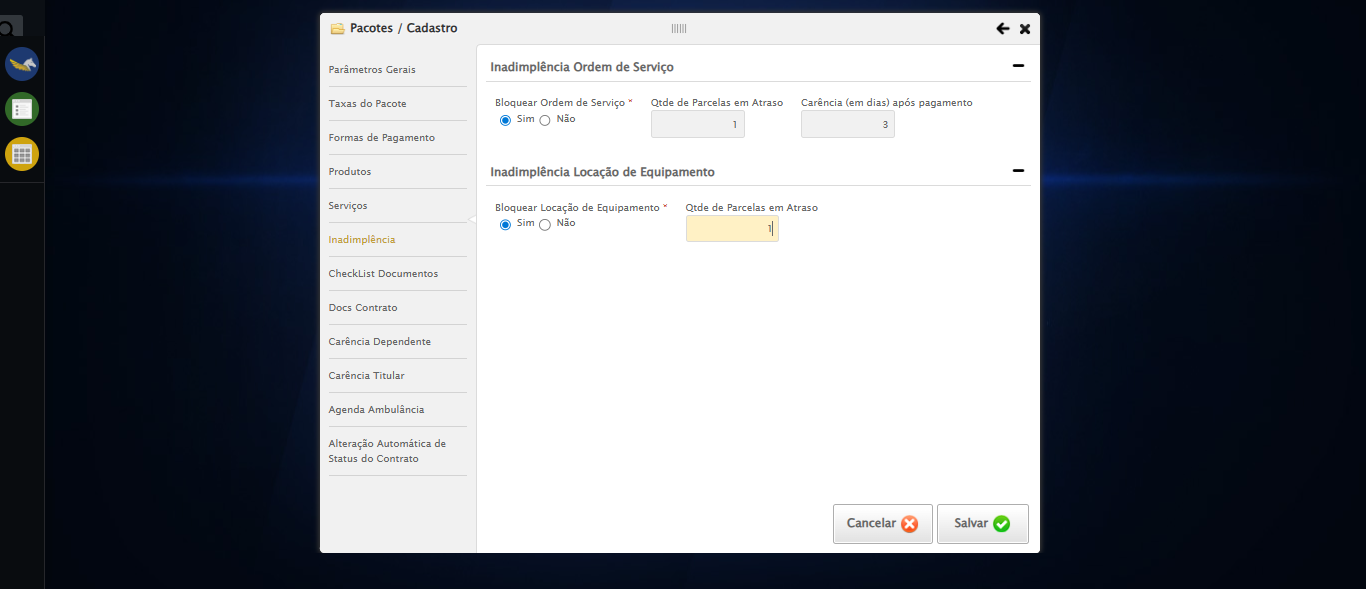 Pacotes / Cadastro
Parâmetros Gerais
Taxas do Pacote
Formas de Pagamento
Produtos
Serviços
Inadimplência
CheckList Documentos
Docs Contrato
Carência Dependente
Carência Titular
Agenda Ambulância
Alteração Automática de
Status do Contrato
Inadimplência Ordem de Serviço
Bloquear Ordem de Serviço * Qtde de Parcelas em Atraso Carência (em dias) após pagamento
Sim Não 1 3
Inadimplência Locação de Equipamento
Bloquear Locação de Equipamento * Qtde de Parcelas em Atraso
Sim Não 1
Cancelar Salvar